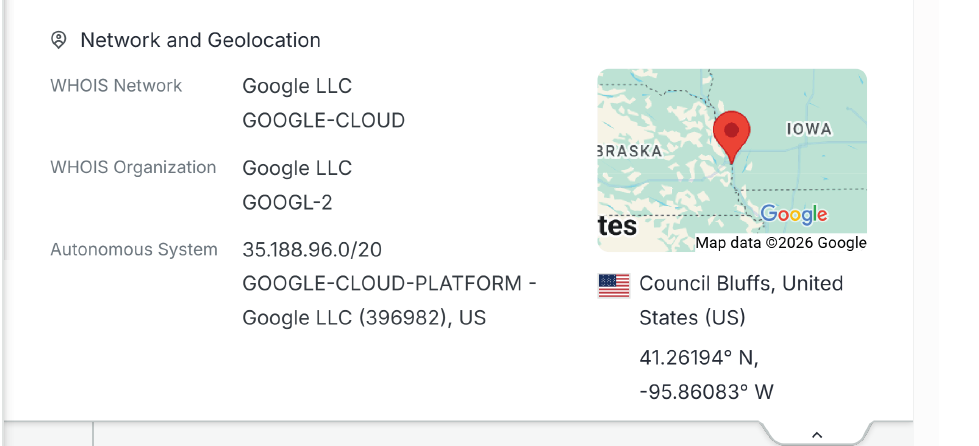 Network and Geolocation
WHOIS Network
Google LLC
GOOGLE-CLOUD
WHOIS Organization
Google LLC
GOOGL-2
Autonomous System
35.188.96.0/20
GOOGLE-CLOUD-PLATFORM -
Google LLC (396982), US
IOWA
BRASKA
Google
tes
Map data ©2026 Google
Council Bluffs, United
States (US)
41.26194° N,
-95.86083° W